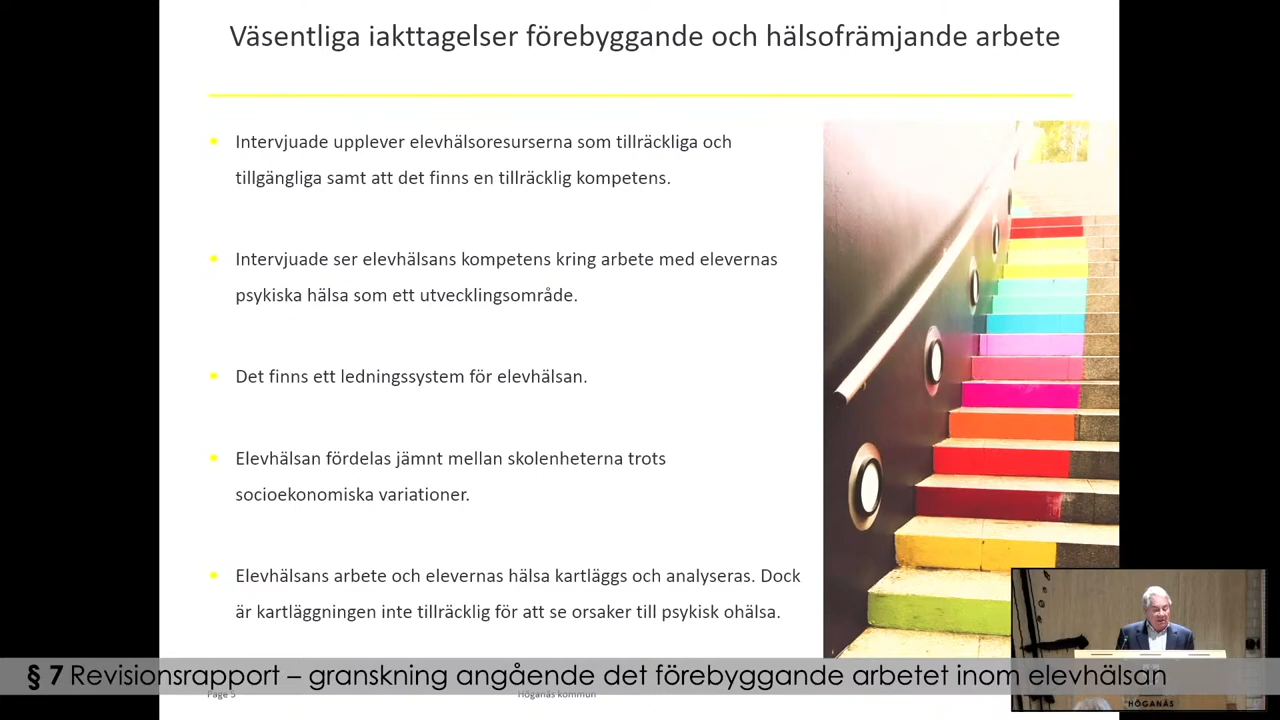 Väsentliga iakttagelser förebyggande och hälsofrämjande arbete
Intervjuade upplever elevhälsoresurserna som tillräckliga och
tillgängliga samt att det finns en tillräcklig kompetens.
Intervjuade ser elevhälsans kompetens kring arbete med elevernas
psykiska hälsa som ett utvecklingsområde.
Det finns ett ledningssystem för elevhälsan.
Elevhälsan fördelas jämnt mellan skolenheterna trots
socioekonomiska variationer.
Elevhälsans arbete och elevernas hälsa kartläggs och analyseras. Dock
är kartläggningen inte tillräcklig för att se orsaker till psykisk ohälsa.
§ 7 Revisionsrapport – granskning angående det förebyggande arbetet inom elevhälsan
Page 5
Höganäs kommun
HÖGANÄS